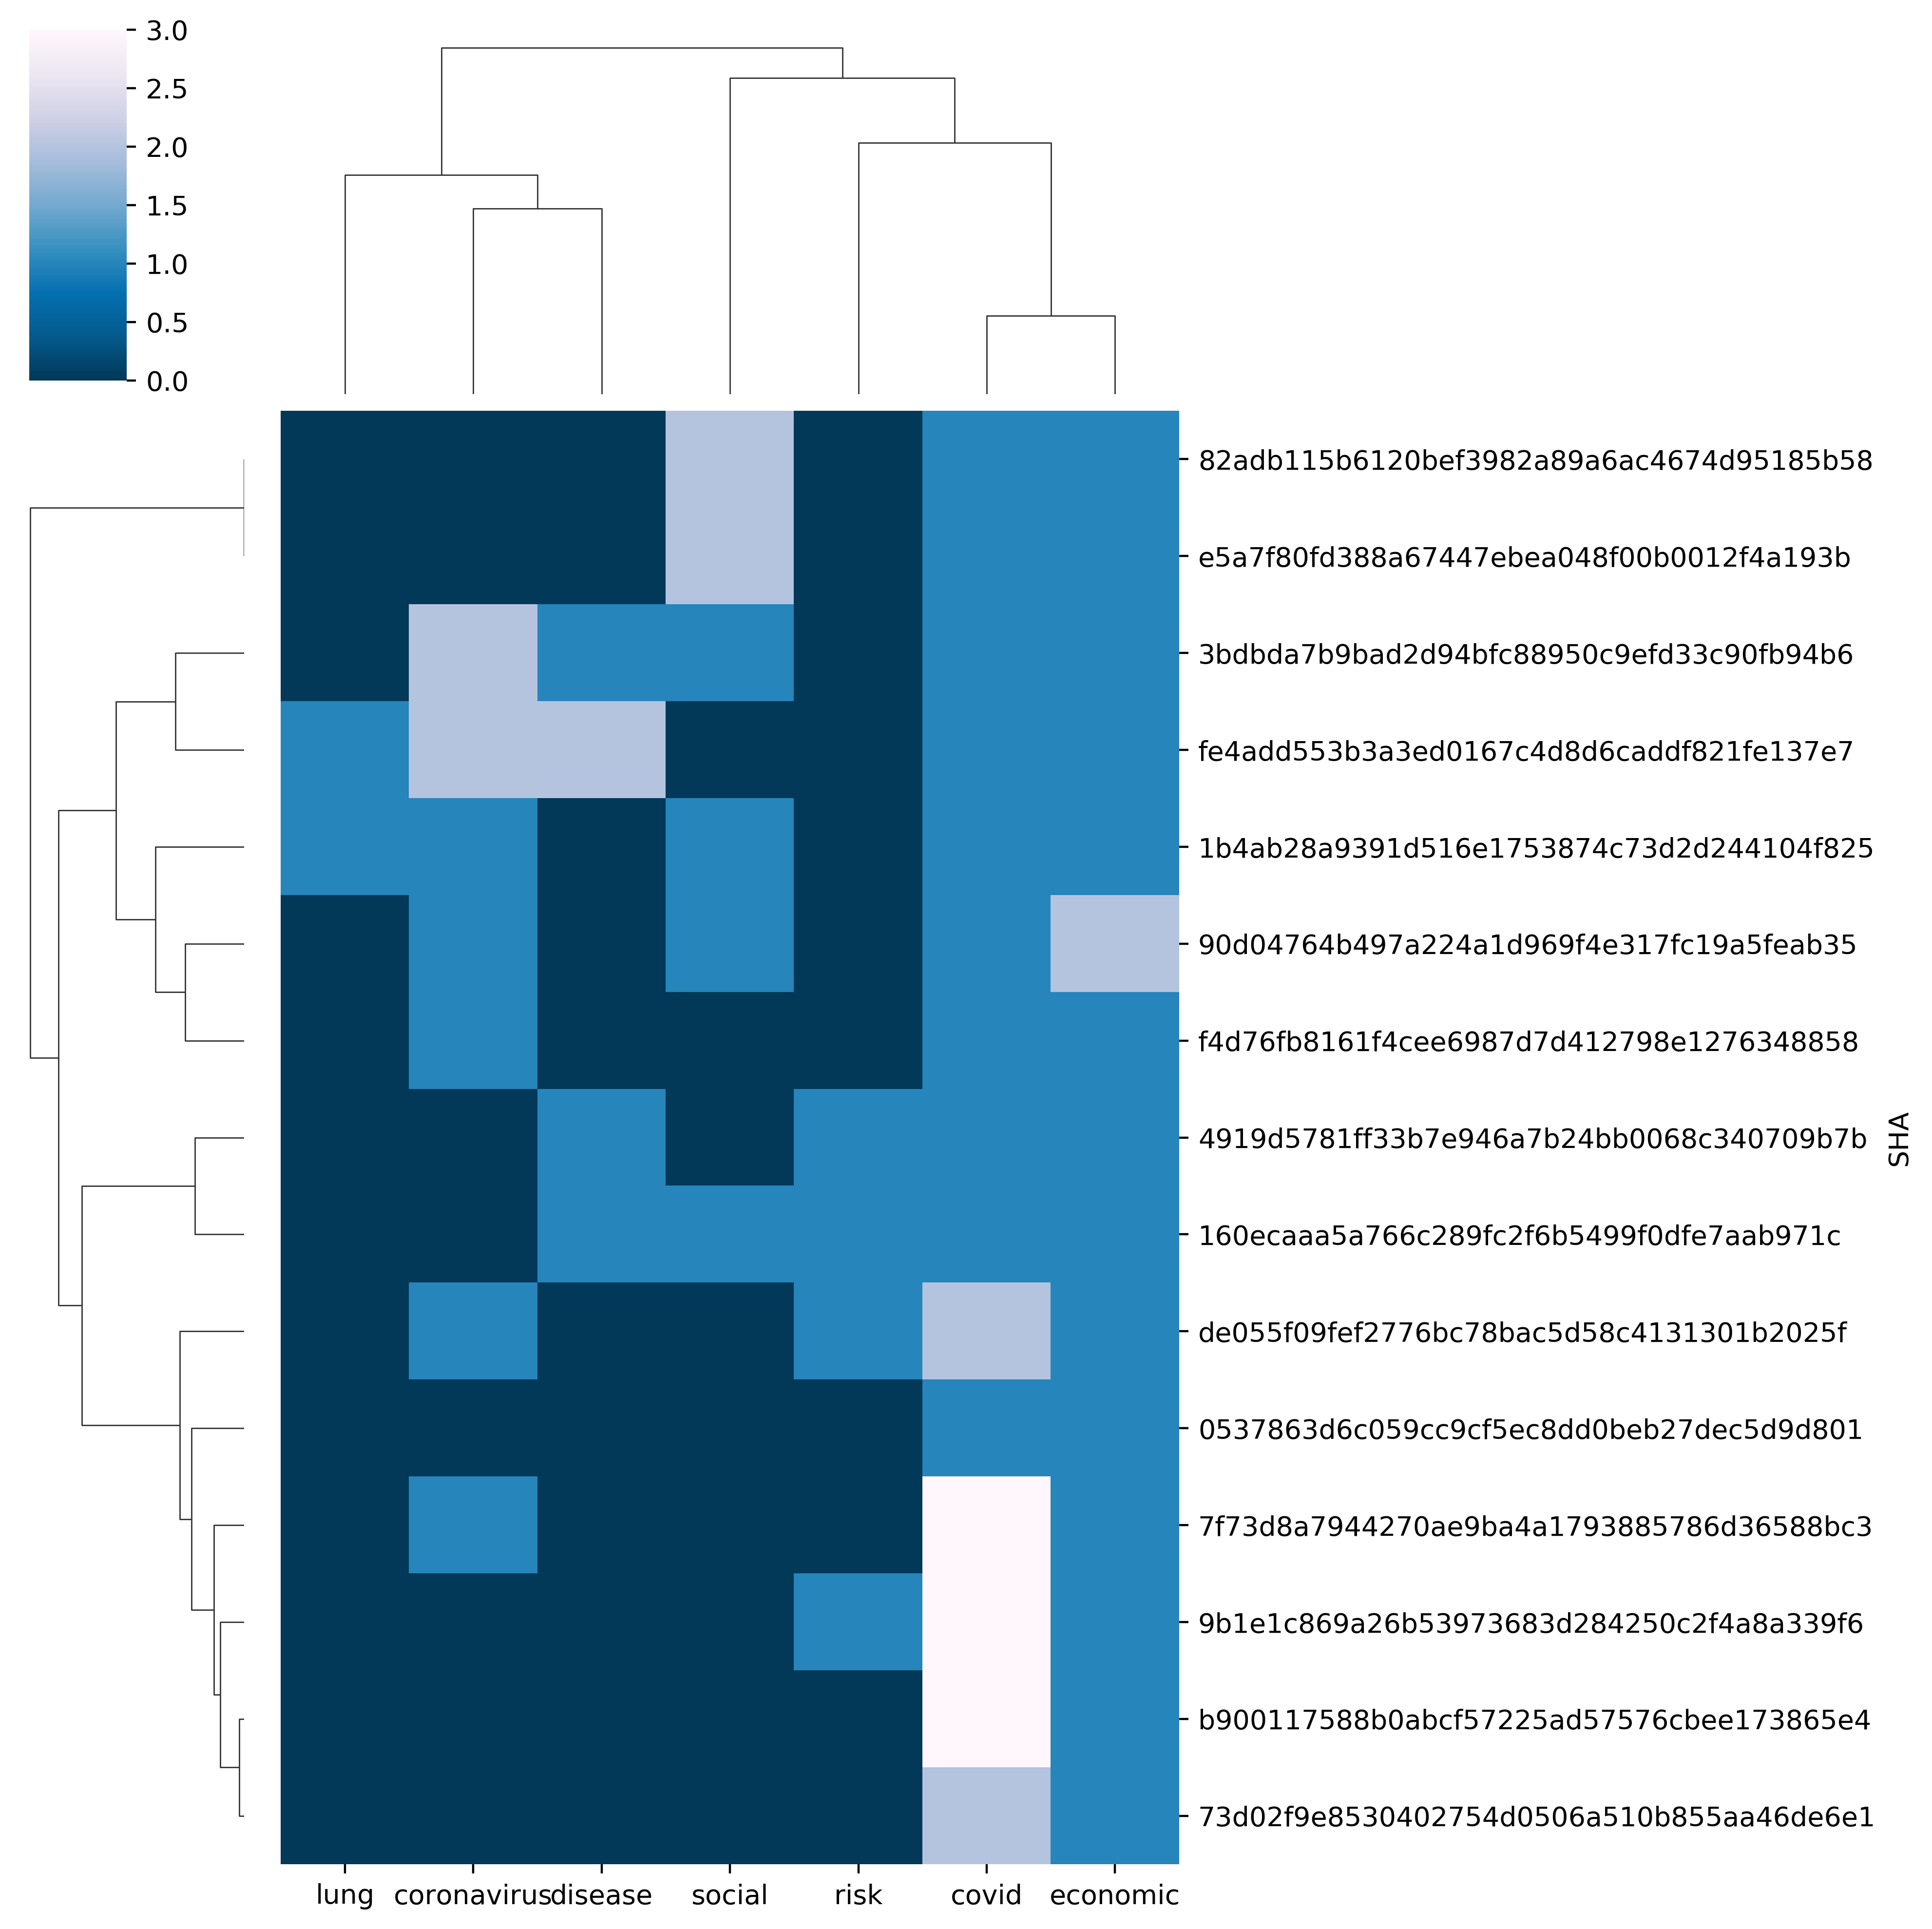 3.0
2.5
2.0
1.5
1.0
0.5
0.0
82adb115b6120bef3982a89a6ac4674d95185b58
e5a7f80fd388a67447ebea048f00b0012f4a193b
3bdbda7b9bad2d94bfc88950c9efd33c90fb94b6
fe4add553b3a3ed0167c4d8d6caddf821fe137e7
1b4ab28a9391d516e1753874c73d2d244104f825
90d04764b497a224a1d969f4e317fc19a5feab35
f4d76fb8161f4cee6987d7d412798e1276348858
4919d5781ff33b7e946a7b24bb0068c340709b7b
160ecaaa5a766c289fc2f6b5499f0dfe7aab971c
de055f09fef2776bc78bac5d58c4131301b2025f
0537863d6c059cc9cf5ec8dd0beb27dec5d9d801
7f73d8a7944270ae9ba4a1793885786d36588bc3
9b1e1c869a26b53973683d284250c2f4a8a339f6
b900117588b0abcf57225ad57576cbee173865e4
73d02f9e8530402754d0506a510b855aa46de6e1
SHA
lung coronavirus disease social risk covid economic